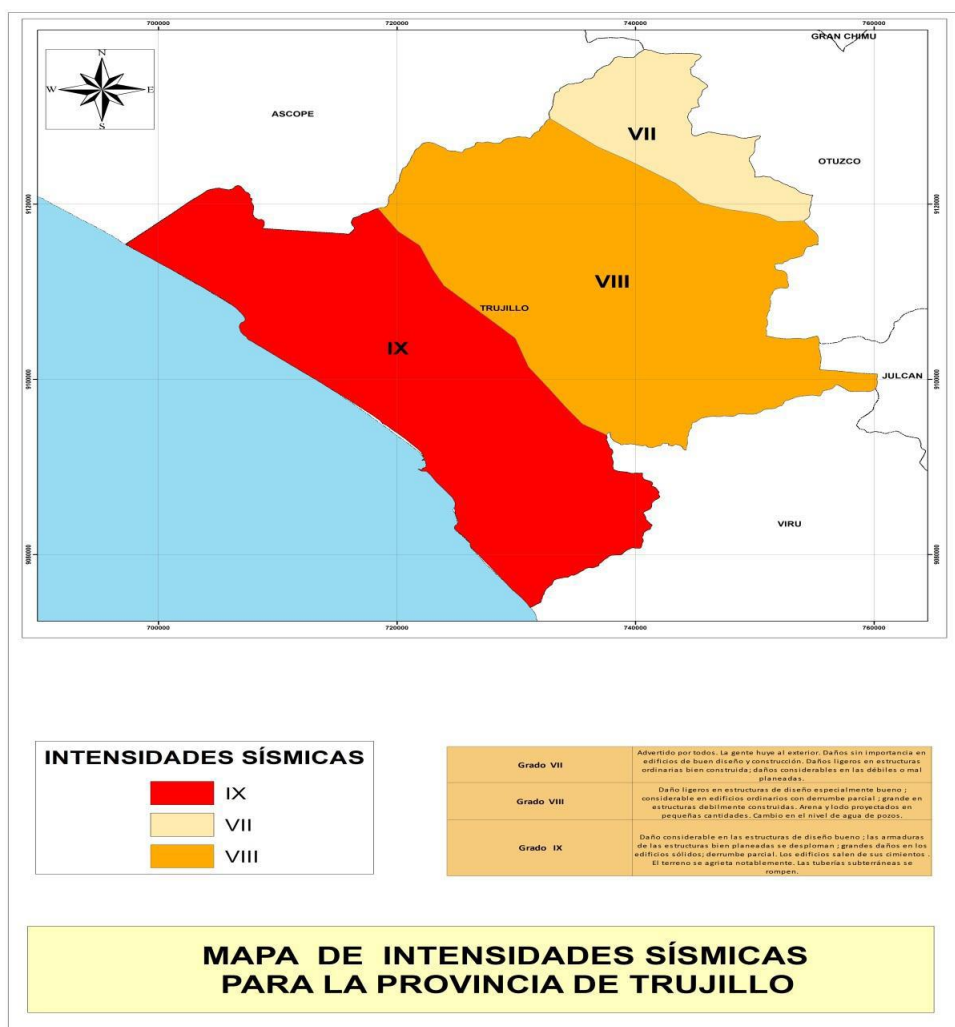 700000
720000
740000
760000
GRAN CHIMU
N
W
E
S
ASCOPE
VII
OTUZCO
9120000
9120000
VIII
TRUJILLO
IX
9100000
9100000
JULCAN
VIRU
9080000
9080000
700000
720000
740000
760000
INTENSIDADES SÍSMICAS
IX
VII
VIII
Grado VII
Advertido por todos. La gente huye al exterior. Daños sin importancia en
edificios de buen diseño y construcción. Daños ligeros en estructuras
ordinarias bien construida; daños considerables en las débiles o mal
planeadas.
Grado VIII
Daño ligeros en estructuras de diseño especialmente bueno ;
considerable en edificios ordinarios con derrumbe parcial ; grande en
estructuras debilmente construidas. Arena y lodo proyectados en
pequeñas cantidades. Cambio en el nivel de agua de pozos.
Grado IX
Daño considerable en las estructuras de diseño bueno ; las armaduras
de las estructuras bien planeadas se desploman ; grandes daños en los
edificios sólidos; derrumbe parcial. Los edificios salen de sus cimientos .
El terreno se agrieta notablemente. Las tuberías subterráneas se
rompen.
MAPA DE INTENSIDADES SÍSMICAS
PARA LA PROVINCIA DE TRUJILLO